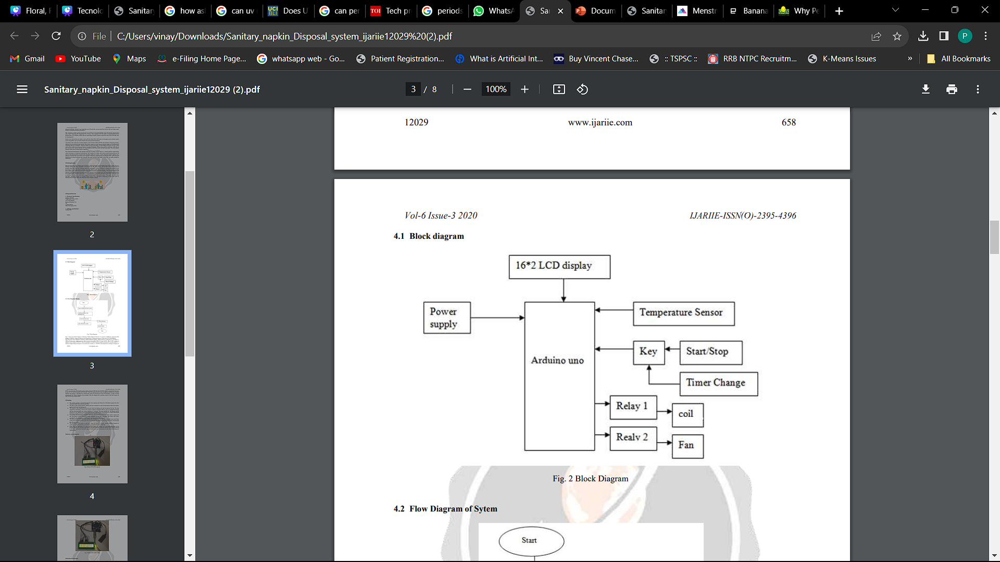 Floral, F
Tecnolo
Sanitar
how as
can uv
UCI BLI
Does U
can per
TOI
Tech pr
periods
WhatsA
Sa
Docum
Sanitar
Menstr
Banana
Why Pe
File
C:/Users/vinay/Downloads/Sanitary_napkin_Disposal_system_ijariie12029%20(2).pdf
P
Gmail
YouTube
Maps
e-Filing Home Page...
whatsapp web - Go...
Patient Registration...
What is Artificial Int...
Buy Vincent Chase...
:: TSPSC ::
RRB NTPC Recruitm...
K-Means Issues
»
All Bookmarks
Sanitary_napkin_Disposal_system_ijariie12029 (2).pdf
3 / 8
100%
2
3
4
12029 www.ijariie.com 658
Vol-6 Issue-3 2020 IJARIIE-ISSN(O)-2395-4396
4.1 Block diagram
16*2 LCD display
Power
supply
Temperature Sensor
Arduino uno
Key
Start/Stop
Timer Change
Relay 1
coil
Realy 2
Fan
Fig. 2 Block Diagram
4.2 Flow Diagram of Sytem
Start